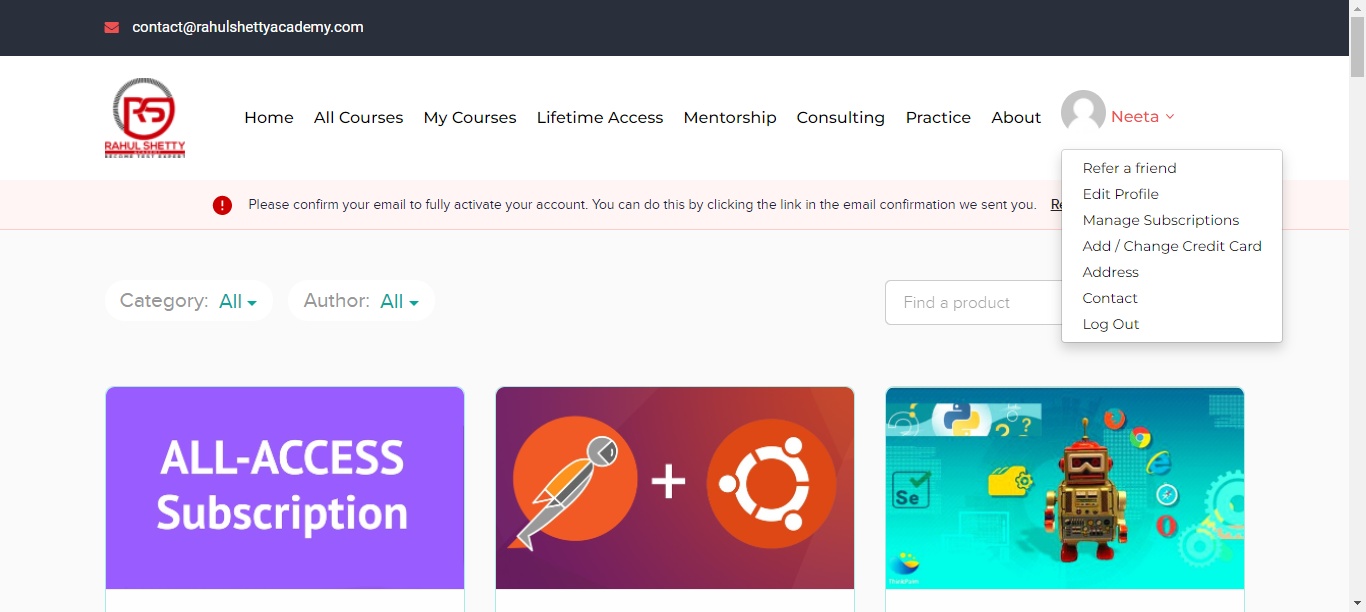 contact@rahulshettyacademy.com
RS
RAHUL SHETTY
ACADEMY
Home All Courses My Courses Lifetime Access Mentorship Consulting Practice About Neeta
Refer a friend
Edit Profile
Manage Subscriptions
Add / Change Credit Card
Address
Contact
Log Out
Please confirm your email to fully activate your account. You can do this by clicking the link in the email confirmation we sent you. Re
Category: All
Author: All
Find a product
ALL-ACCESS
Subscription
+
Se
? ?